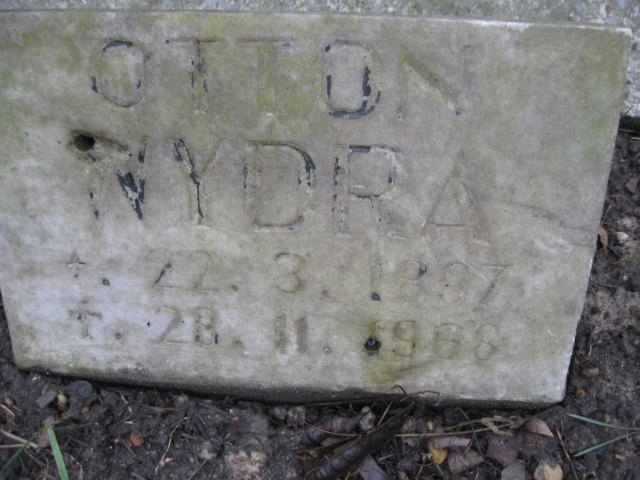 OTTON
WYDRA
* 22. 3. 1897
†. 28. 11. 1968